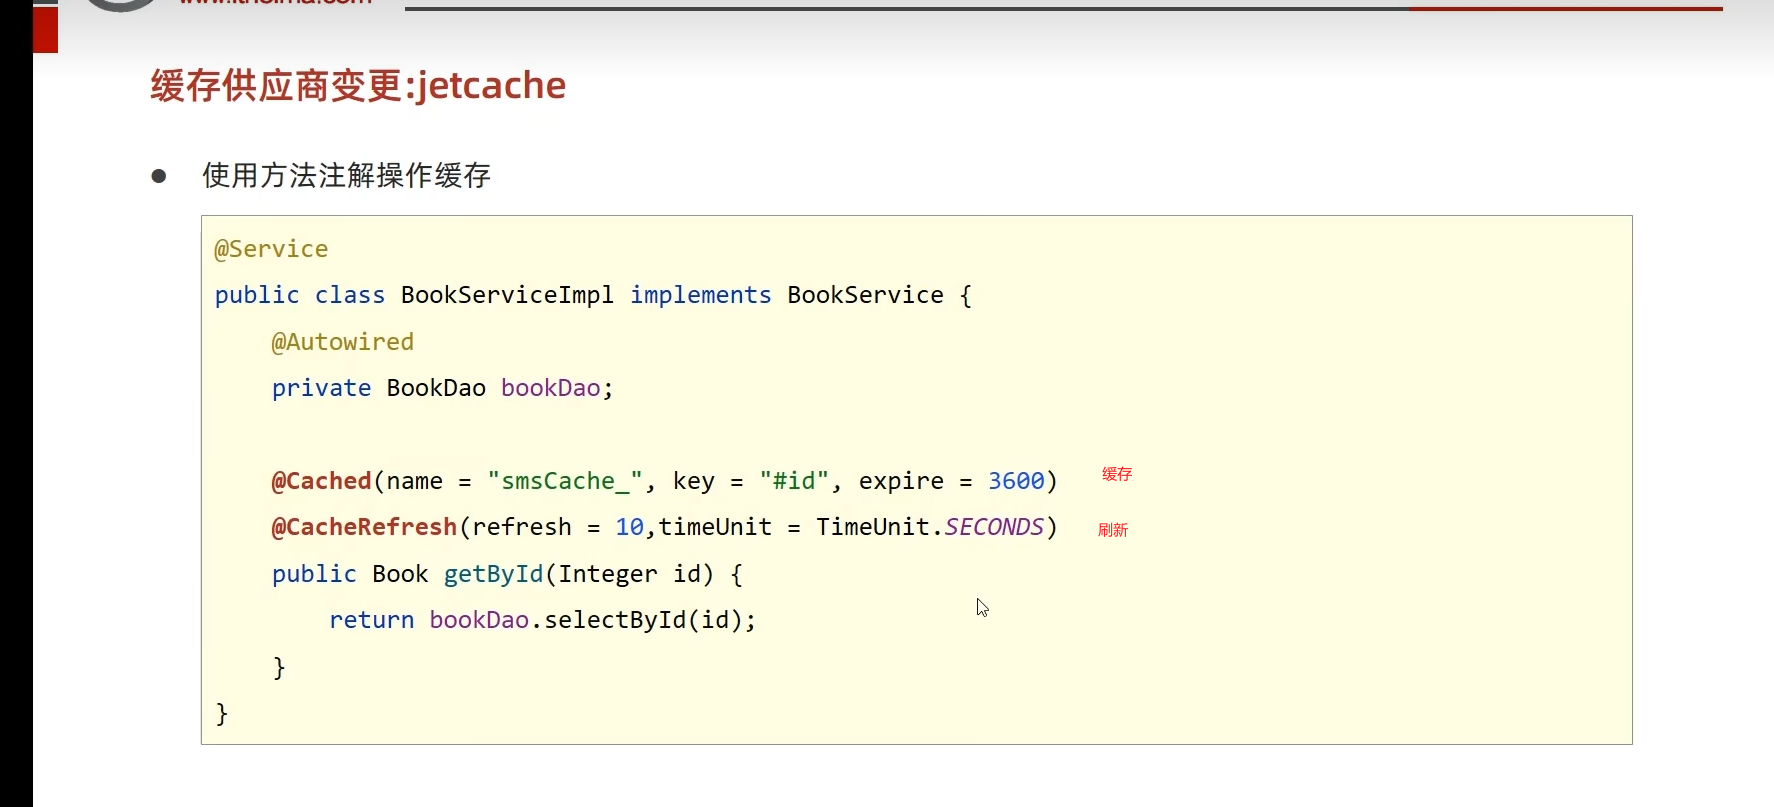 缓存供应商变更:jetcache
● 使用方法注解操作缓存
@Service
public class BookServiceImpl implements BookService {
@Autowired
private BookDao bookDao;
@Cached(name = "smsCache_", key = "#id", expire = 3600) 缓存
@CacheRefresh(refresh = 10,timeUnit = TimeUnit.SECONDS) 刷新
public Book getById(Integer id) {
return bookDao.selectById(id);
}
}